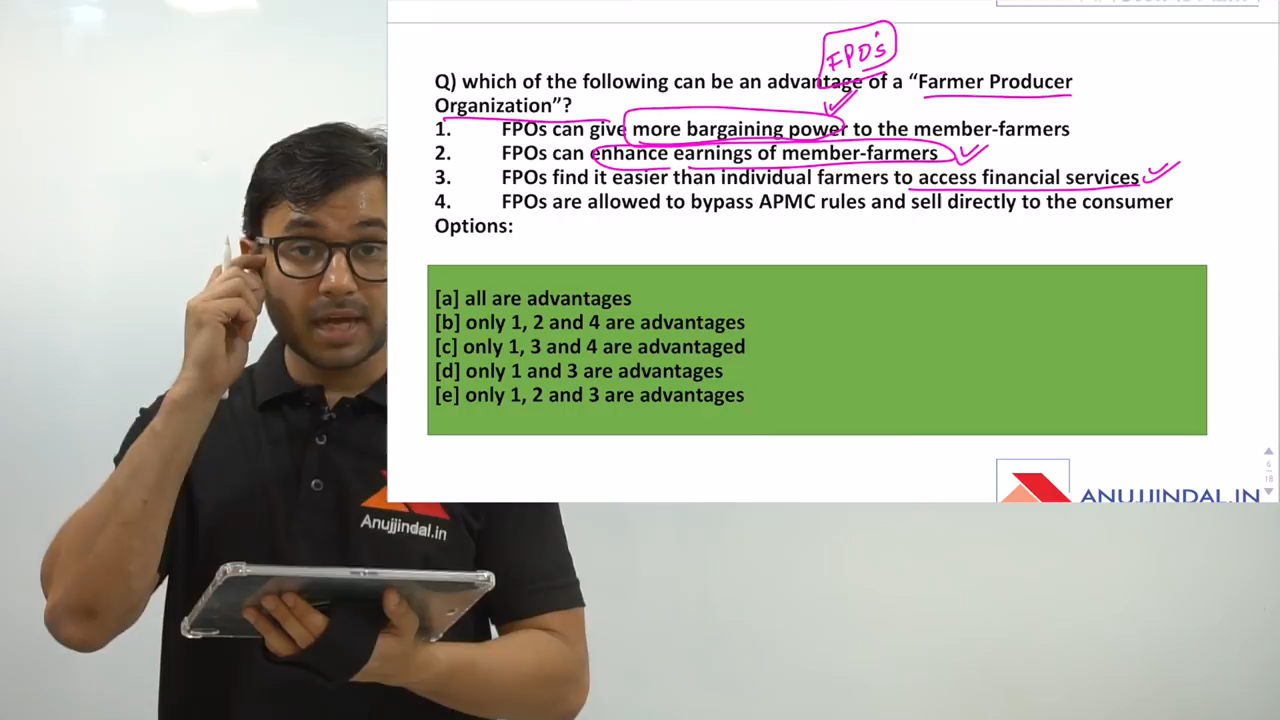 FPO's
Q) which of the following can be an advantage of a “Farmer Producer
Organization”?
1. FPOs can give more bargaining power to the member-farmers
2. FPOs can enhance earnings of member-farmers
3. FPOs find it easier than individual farmers to access financial services
4. FPOs are allowed to bypass APMC rules and sell directly to the consumer
Options:
[a] all are advantages
[b] only 1, 2 and 4 are advantages
[c] only 1, 3 and 4 are advantaged
[d] only 1 and 3 are advantages
[e] only 1, 2 and 3 are advantages
6
18
ANUJJINDAL.IN
Anujjindal.in